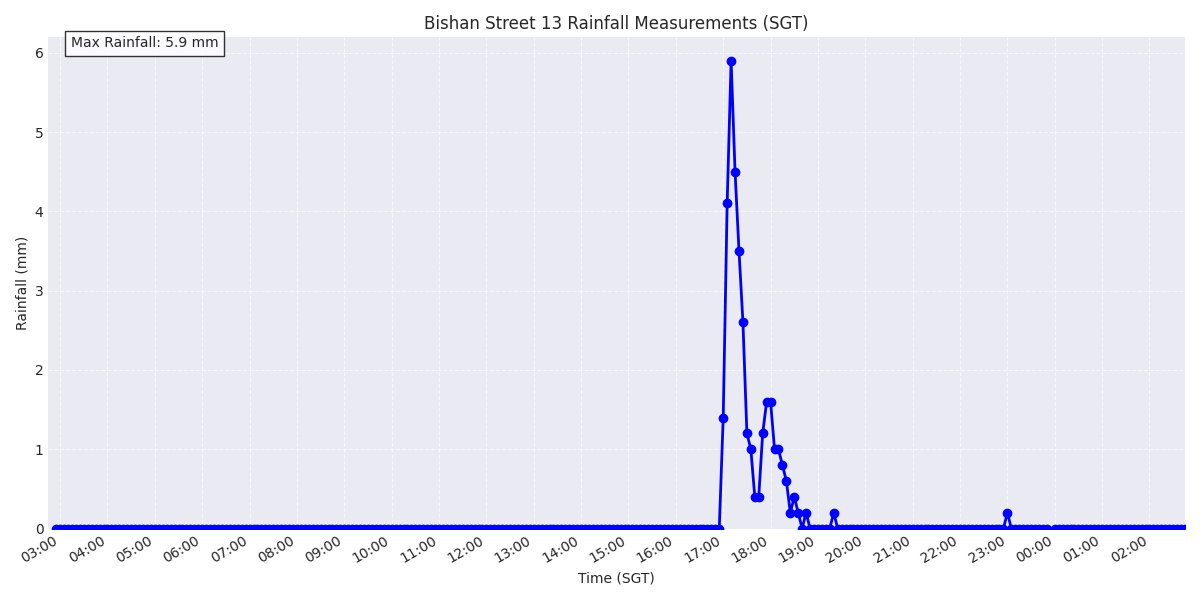 Bishan Street 13 Rainfall Measurements (SGT)
Max Rainfall: 5.9 mm
6
5
4
3
2
1
0
Rainfall (mm)
03:00 04:00 05:00 06:00 07:00 08:00 09:00 10:00 11:00 12:00 13:00 14:00 15:00 16:00 17:00 18:00 19:00 20:00 21:00 22:00 23:00 00:00 01:00 02:00
Time (SGT)